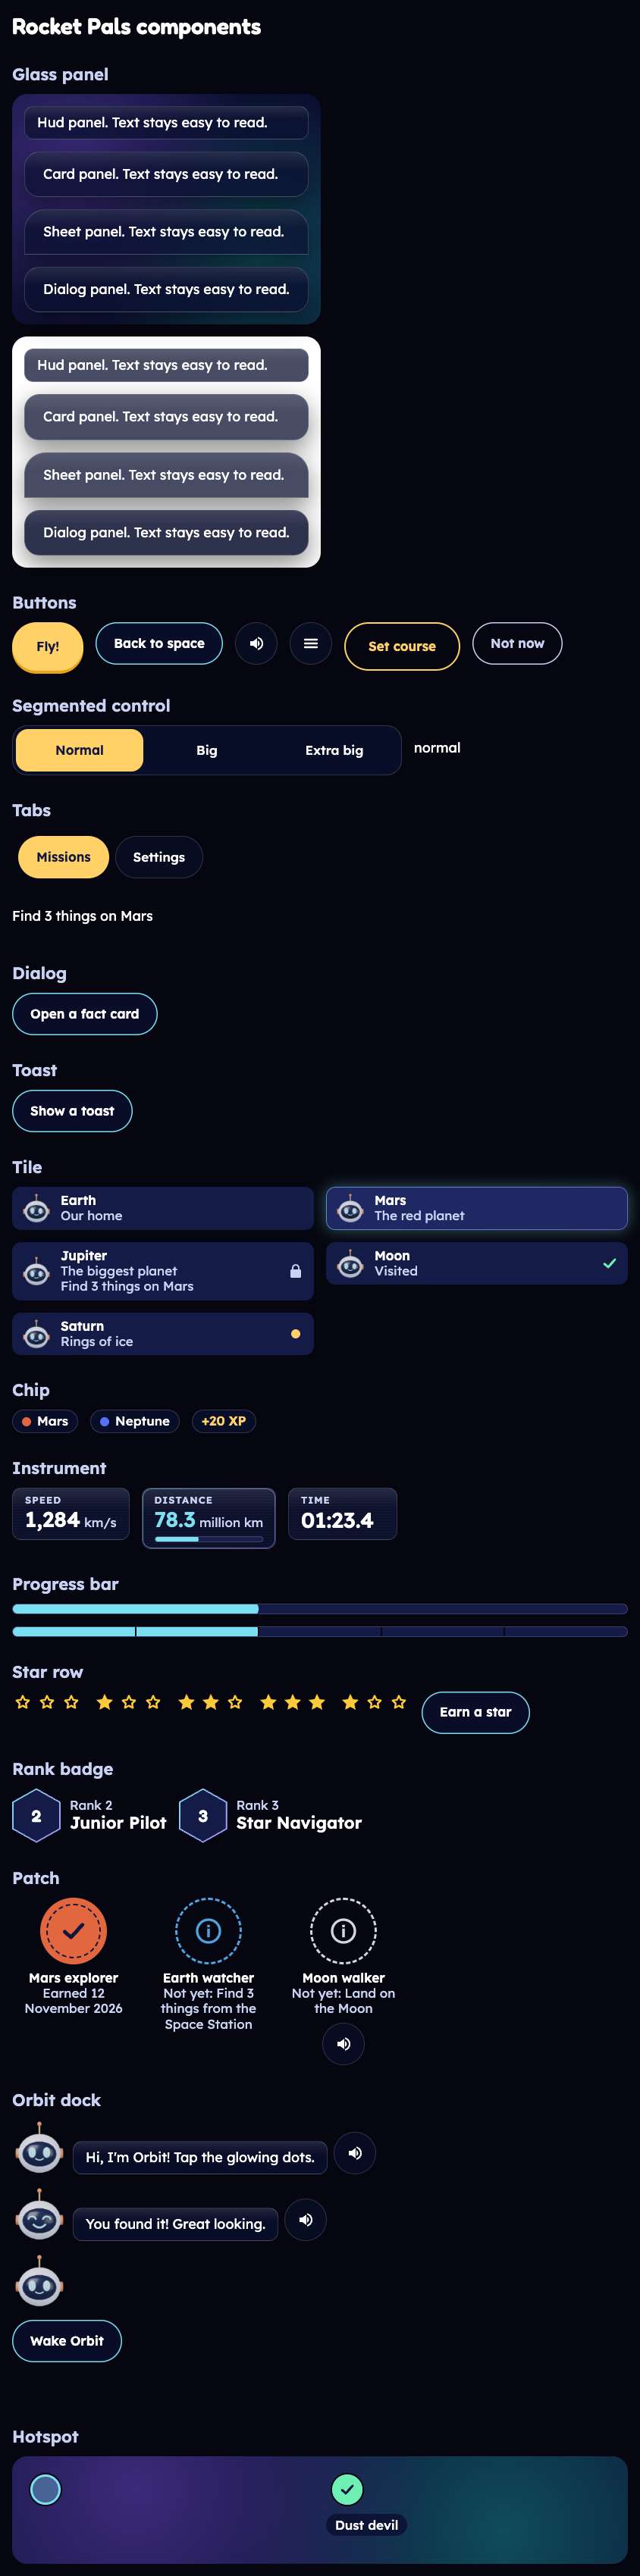 Rocket Pals components
Glass panel
Hud panel. Text stays easy to read.
Card panel. Text stays easy to read.
Sheet panel. Text stays easy to read.
Dialog panel. Text stays easy to read.
Hud panel. Text stays easy to read.
Card panel. Text stays easy to read.
Sheet panel. Text stays easy to read.
Dialog panel. Text stays easy to read.
Buttons
Fly!
Back to space
Set course
Not now
Segmented control
Normal
Big
Extra big
normal
Tabs
Missions
Settings
Find 3 things on Mars
Dialog
Open a fact card
Toast
Show a toast
Tile
Earth
Our home
Mars
The red planet
Jupiter
The biggest planet
Find 3 things on Mars
Moon
Visited
Saturn
Rings of ice
Chip
Mars
Neptune
+20 XP
Instrument
SPEED
1,284 km/s
DISTANCE
78.3 million km
TIME
01:23.4
Progress bar
Star row
Earn a star
Rank badge
2
Rank 2
Junior Pilot
3
Rank 3
Star Navigator
Patch
Mars explorer
Earned 12
November 2026
Earth watcher
Not yet: Find 3
things from the
Space Station
Moon walker
Not yet: Land on
the Moon
Orbit dock
Hi, I'm Orbit! Tap the glowing dots.
You found it! Great looking.
Wake Orbit
Hotspot
Dust devil